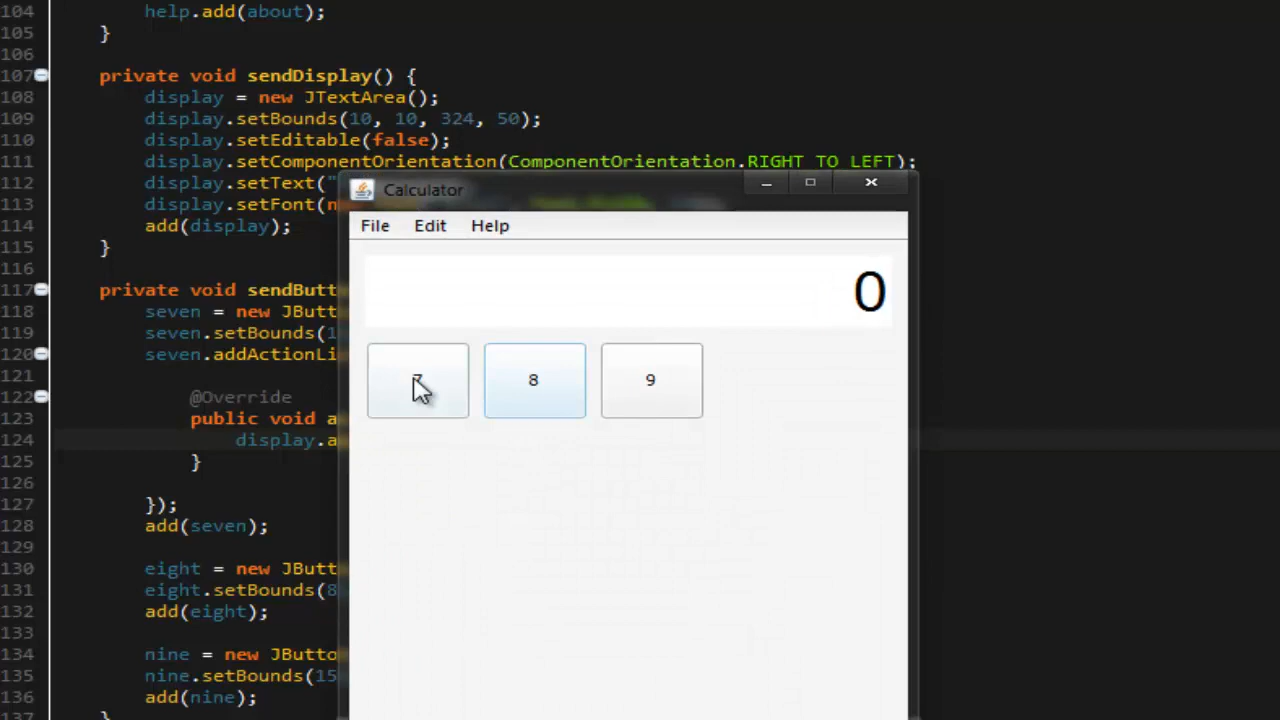 104 help.add(about);
105 }
106
107 private void sendDisplay() {
108 display = new JTextArea();
109 display.setBounds(10, 10, 324, 50);
110 display.setEditable(false);
111 display.setComponentOrientation(ComponentOrientation.RIGHT_TO_LEFT);
112 display.setText("
113 display.setFont(
114 add(display);
115 }
116
117 private void sendButt
118 seven = new JButt
119 seven.setBounds(1
120 seven.addActionLi
121
122 @Override
123 public void a
124 display.a
125 }
126
127 });
128 add(seven);
129
130 eight = new JButt
131 eight.setBounds(8
132 add(eight);
133
134 nine = new JButto
135 nine.setBounds(15
136 add(nine);
137 }
Calculator
File Edit Help
0
7 8 9